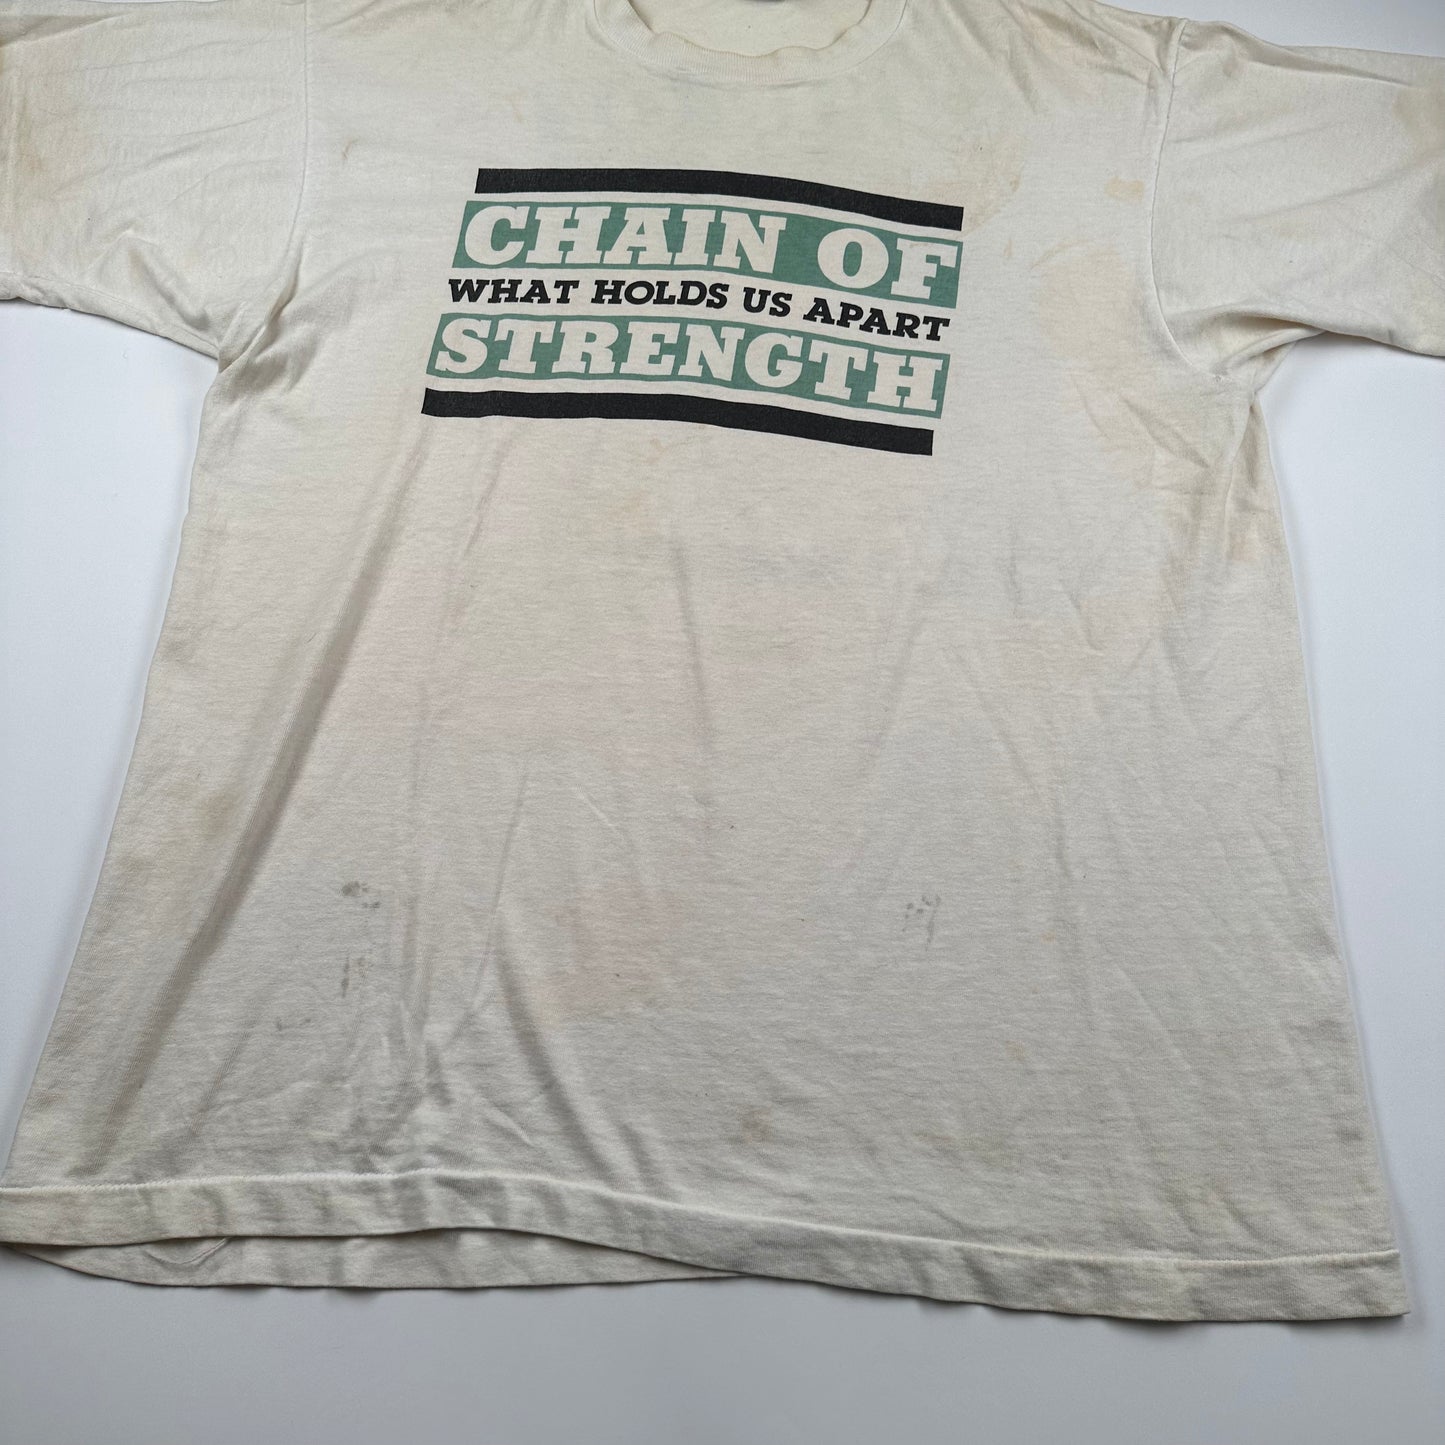 CHAIN OF
WHAT HOLDS US APART
STRENGTH